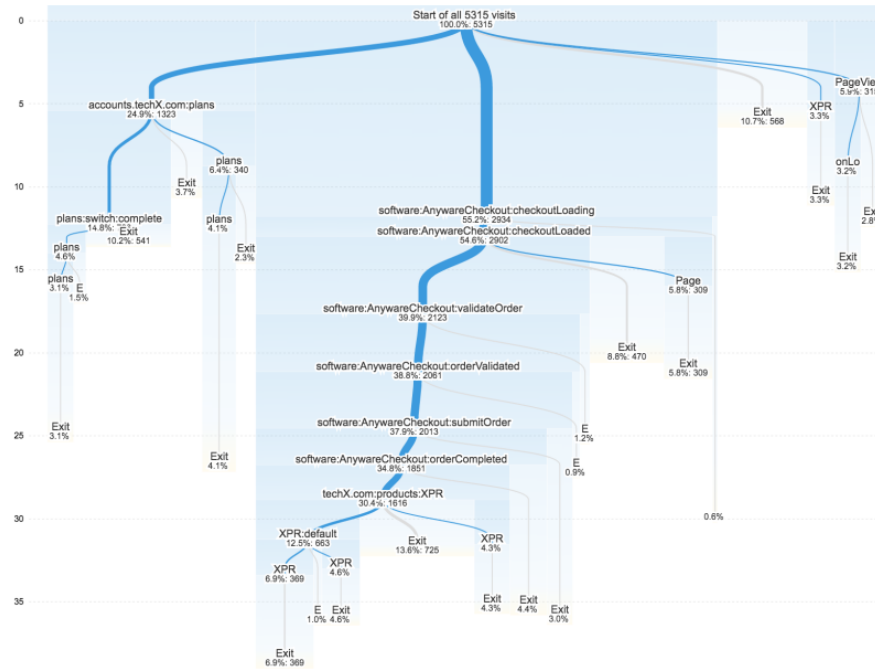 0
Start of all 5315 visits
100.0%: 5315
5
accounts.techX.com:plans
24.9%: 1323
Exit
10.7%: 568
XPR
3.3%
PageVie
5.9%: 315
plans
6.4%: 340
onLo
3.2%
10
Exit
3.7%
Exit
3.3%
plans:switch:complete
14.8%:
Exit
10.2%: 541
plans
4.1%
software:AnywareCheckout:checkoutLoading
55.2%: 2934
software:AnywareCheckout:checkoutLoaded
54.6%: 2902
Exit
2.8%
plans
4.6%
Exit
2.3%
Exit
3.2%
15
plans
3.1%
E
1.5%
Page
5.8%: 309
software:AnywareCheckout:validateOrder
39.9%: 2123
20
Exit
8.8%: 470
Exit
5.8%: 309
software:AnywareCheckout:orderValidated
38.8%: 2061
25
Exit
3.1%
software:AnywareCheckout:submitOrder
37.9%: 2013
E
1.2%
Exit
4.1%
software:AnywareCheckout:orderCompleted
34.8%: 1851
E
0.9%
techX.com:products:XPR
30.4%: 1616
30
0.6%
XPR:default
12.5%: 663
Exit
13.6%: 725
XPR
4.3%
XPR
6.9%: 369
XPR
4.6%
35
E
1.0%
Exit
4.6%
Exit
4.3%
Exit
4.4%
Exit
3.0%
Exit
6.9%: 369